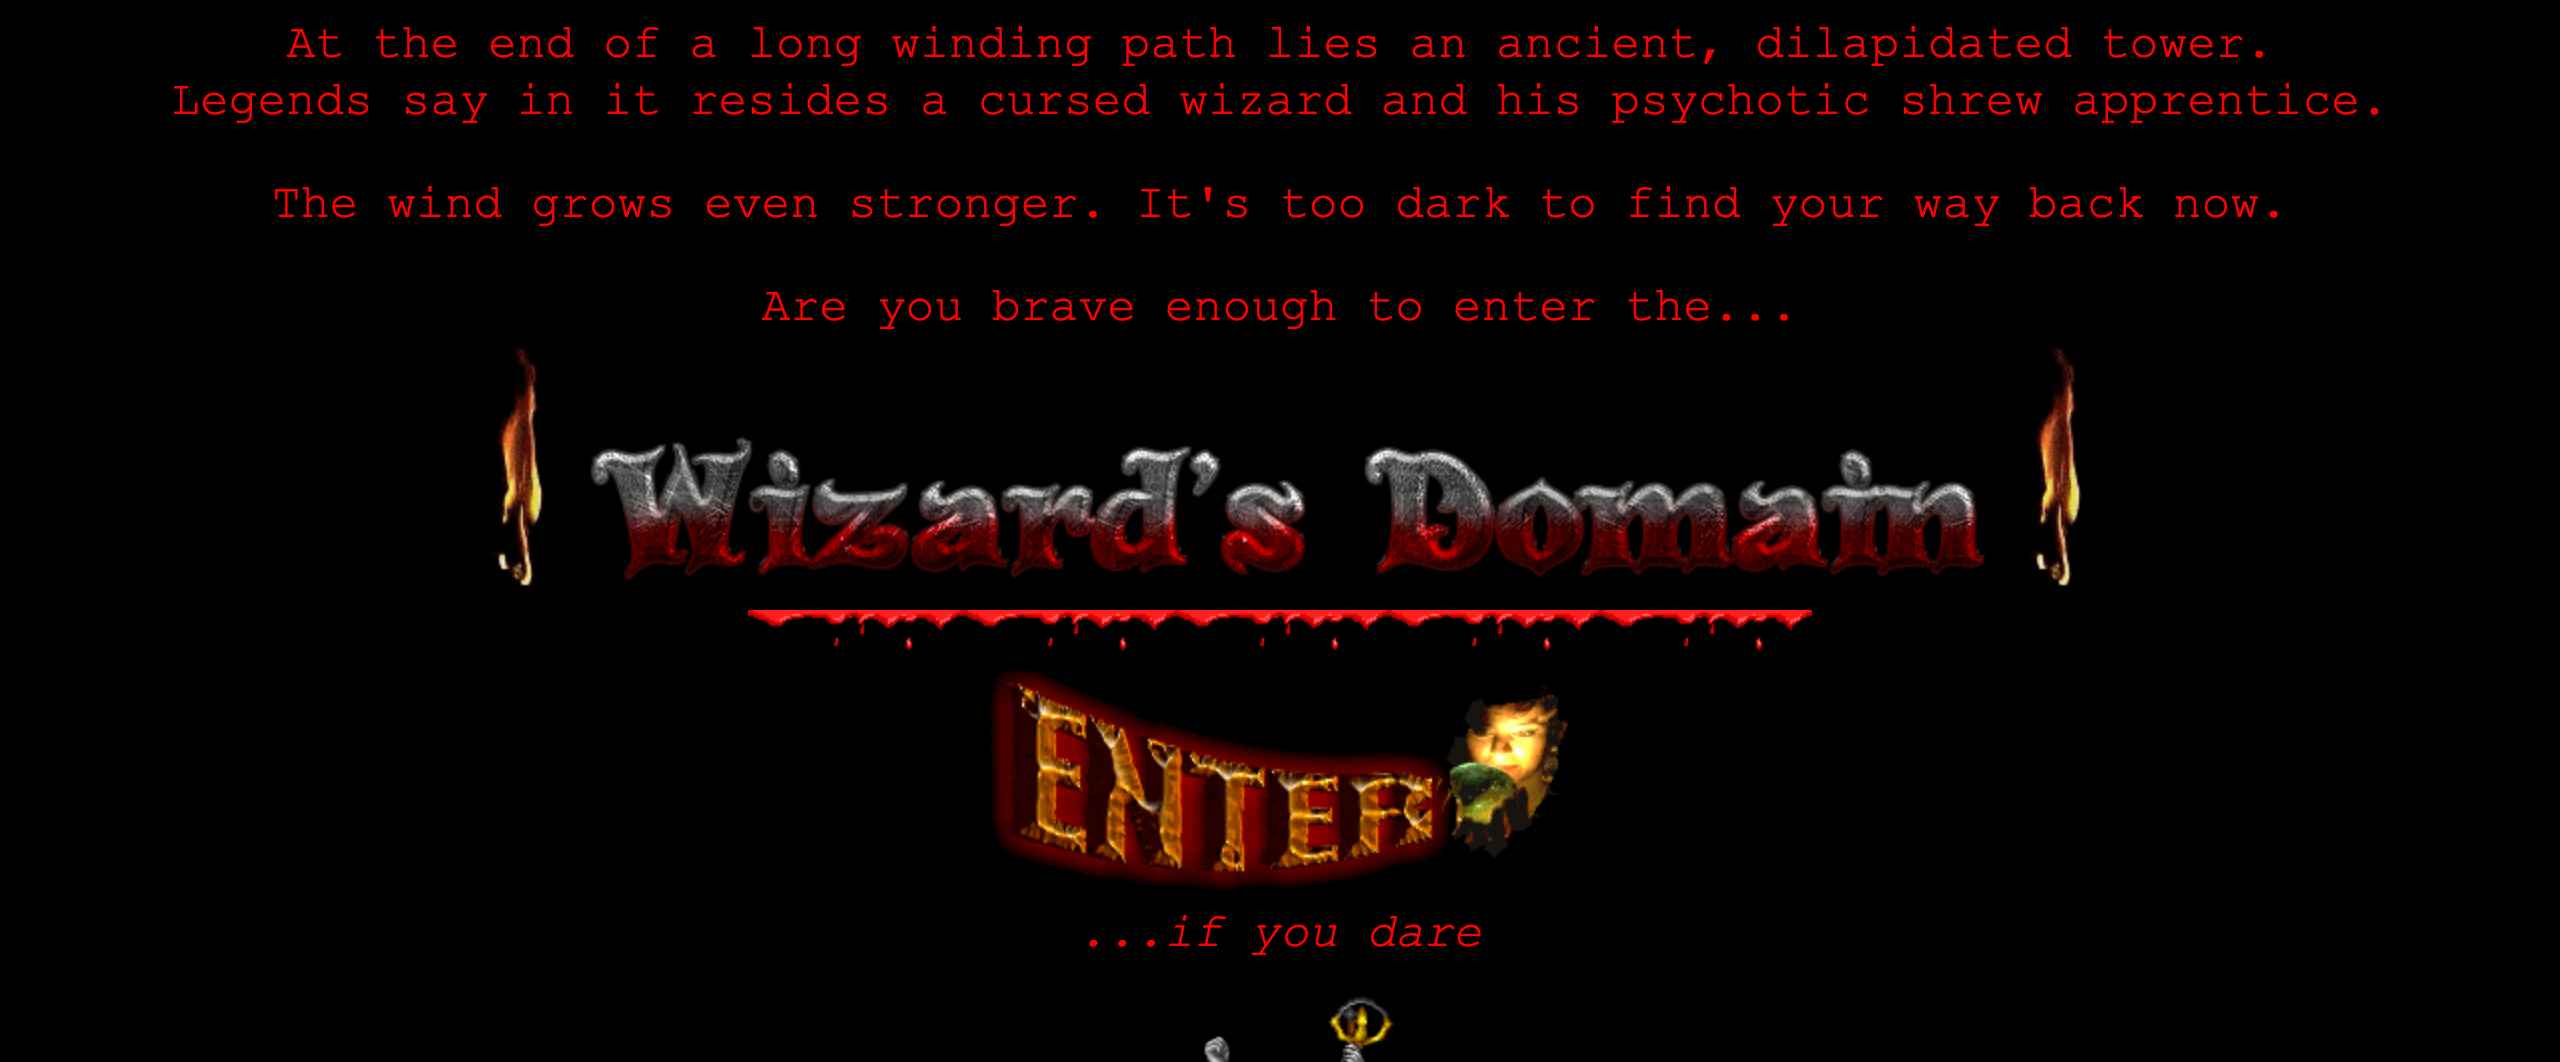 At the end of a long winding path lies an ancient, dilapidated tower.
Legends say in it resides a cursed wizard and his psychotic shrew apprentice.
The wind grows even stronger. It's too dark to find your way back now.
Are you brave enough to enter the...
Wizard's Domain
ENTER
...if you dare